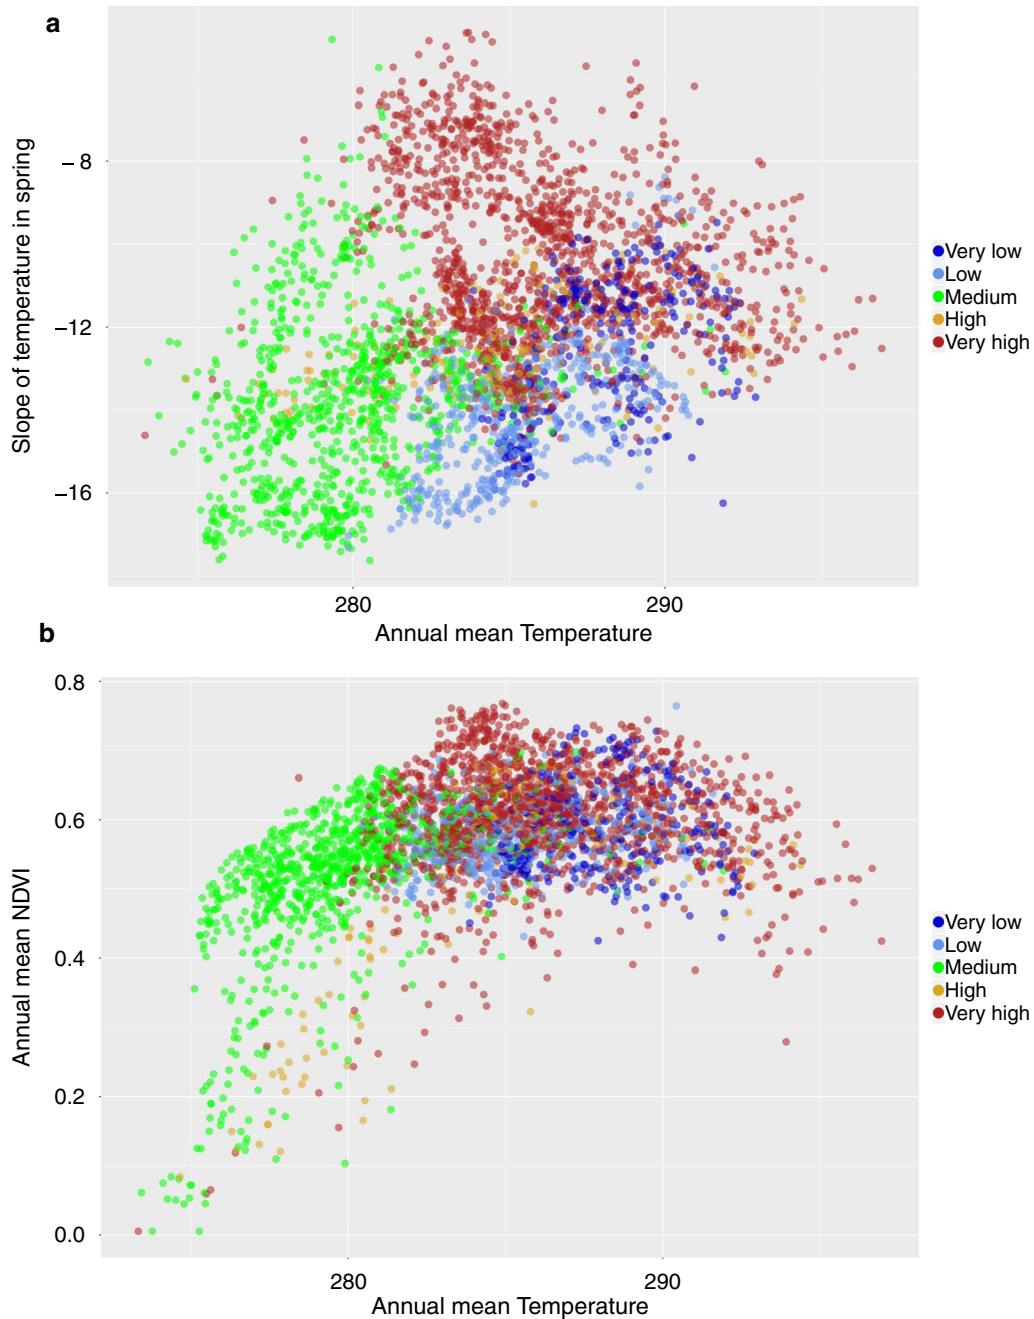 a
Slope of temperature in spring
−8
−12
−16
280
290
Annual mean Temperature
Very low
Low
Medium
High
Very high
b
Annual mean NDVI
0.8
0.6
0.4
0.2
0.0
280
290
Annual mean Temperature
Very low
Low
Medium
High
Very high